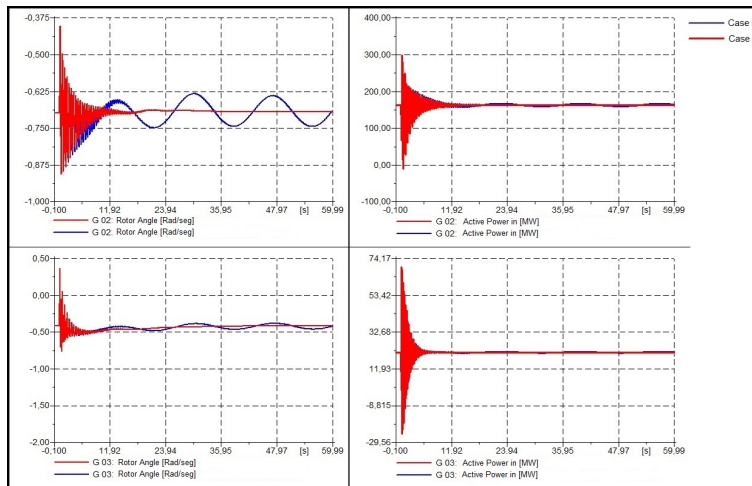 -0.375
-0.500
-0.625
-0.750
-0.875
-1.000
-0.100 11.92 23.94 35.95 47.97 [s] 59.99
G 02: Rotor Angle [Rad/seg]
G 02: Rotor Angle [Rad/seg]
400,00
300,00
200,00
100,00
0,00
-100,00
-0.100 11.92 23.94 35.95 47.97 [s] 59.99
G 02: Active Power in [MW]
G 02: Active Power in [MW]
Case
Case
0.50
0.00
-0.50
-1.00
-1.50
-2.00
-0.100 11.92 23.94 35.95 47.97 [s] 59.99
G 03: Rotor Angle [Rad/seg]
G 03: Rotor Angle [Rad/seg]
74,17
53,42
32,68
11,93
-8,815
-29,56
-0.100 11.92 23.94 35.95 47.97 [s] 59.99
G 03: Active Power in [MW]
G 03: Active Power in [MW]